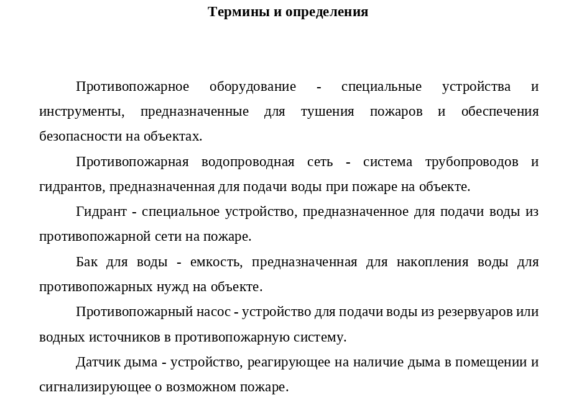 Термины и определения
Противопожарное оборудование - специальные устройства и
инструменты, предназначенные для тушения пожаров и обеспечения
безопасности на объектах.
Противопожарная водопроводная сеть - система трубопроводов и
гидрантов, предназначенная для подачи воды при пожаре на объекте.
Гидрант - специальное устройство, предназначенное для подачи воды из
противопожарной сети на пожаре.
Бак для воды - емкость, предназначенная для накопления воды для
противопожарных нужд на объекте.
Противопожарный насос - устройство для подачи воды из резервуаров или
водных источников в противопожарную систему.
Датчик дыма - устройство, реагирующее на наличие дыма в помещении и
сигнализирующее о возможном пожаре.